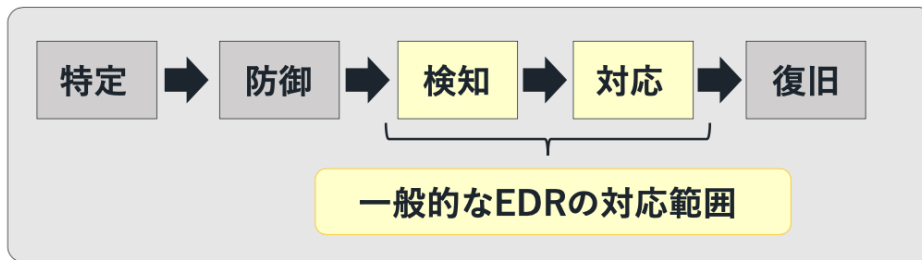 特定
防御
検知
対応
復旧
一般的なEDRの対応範囲